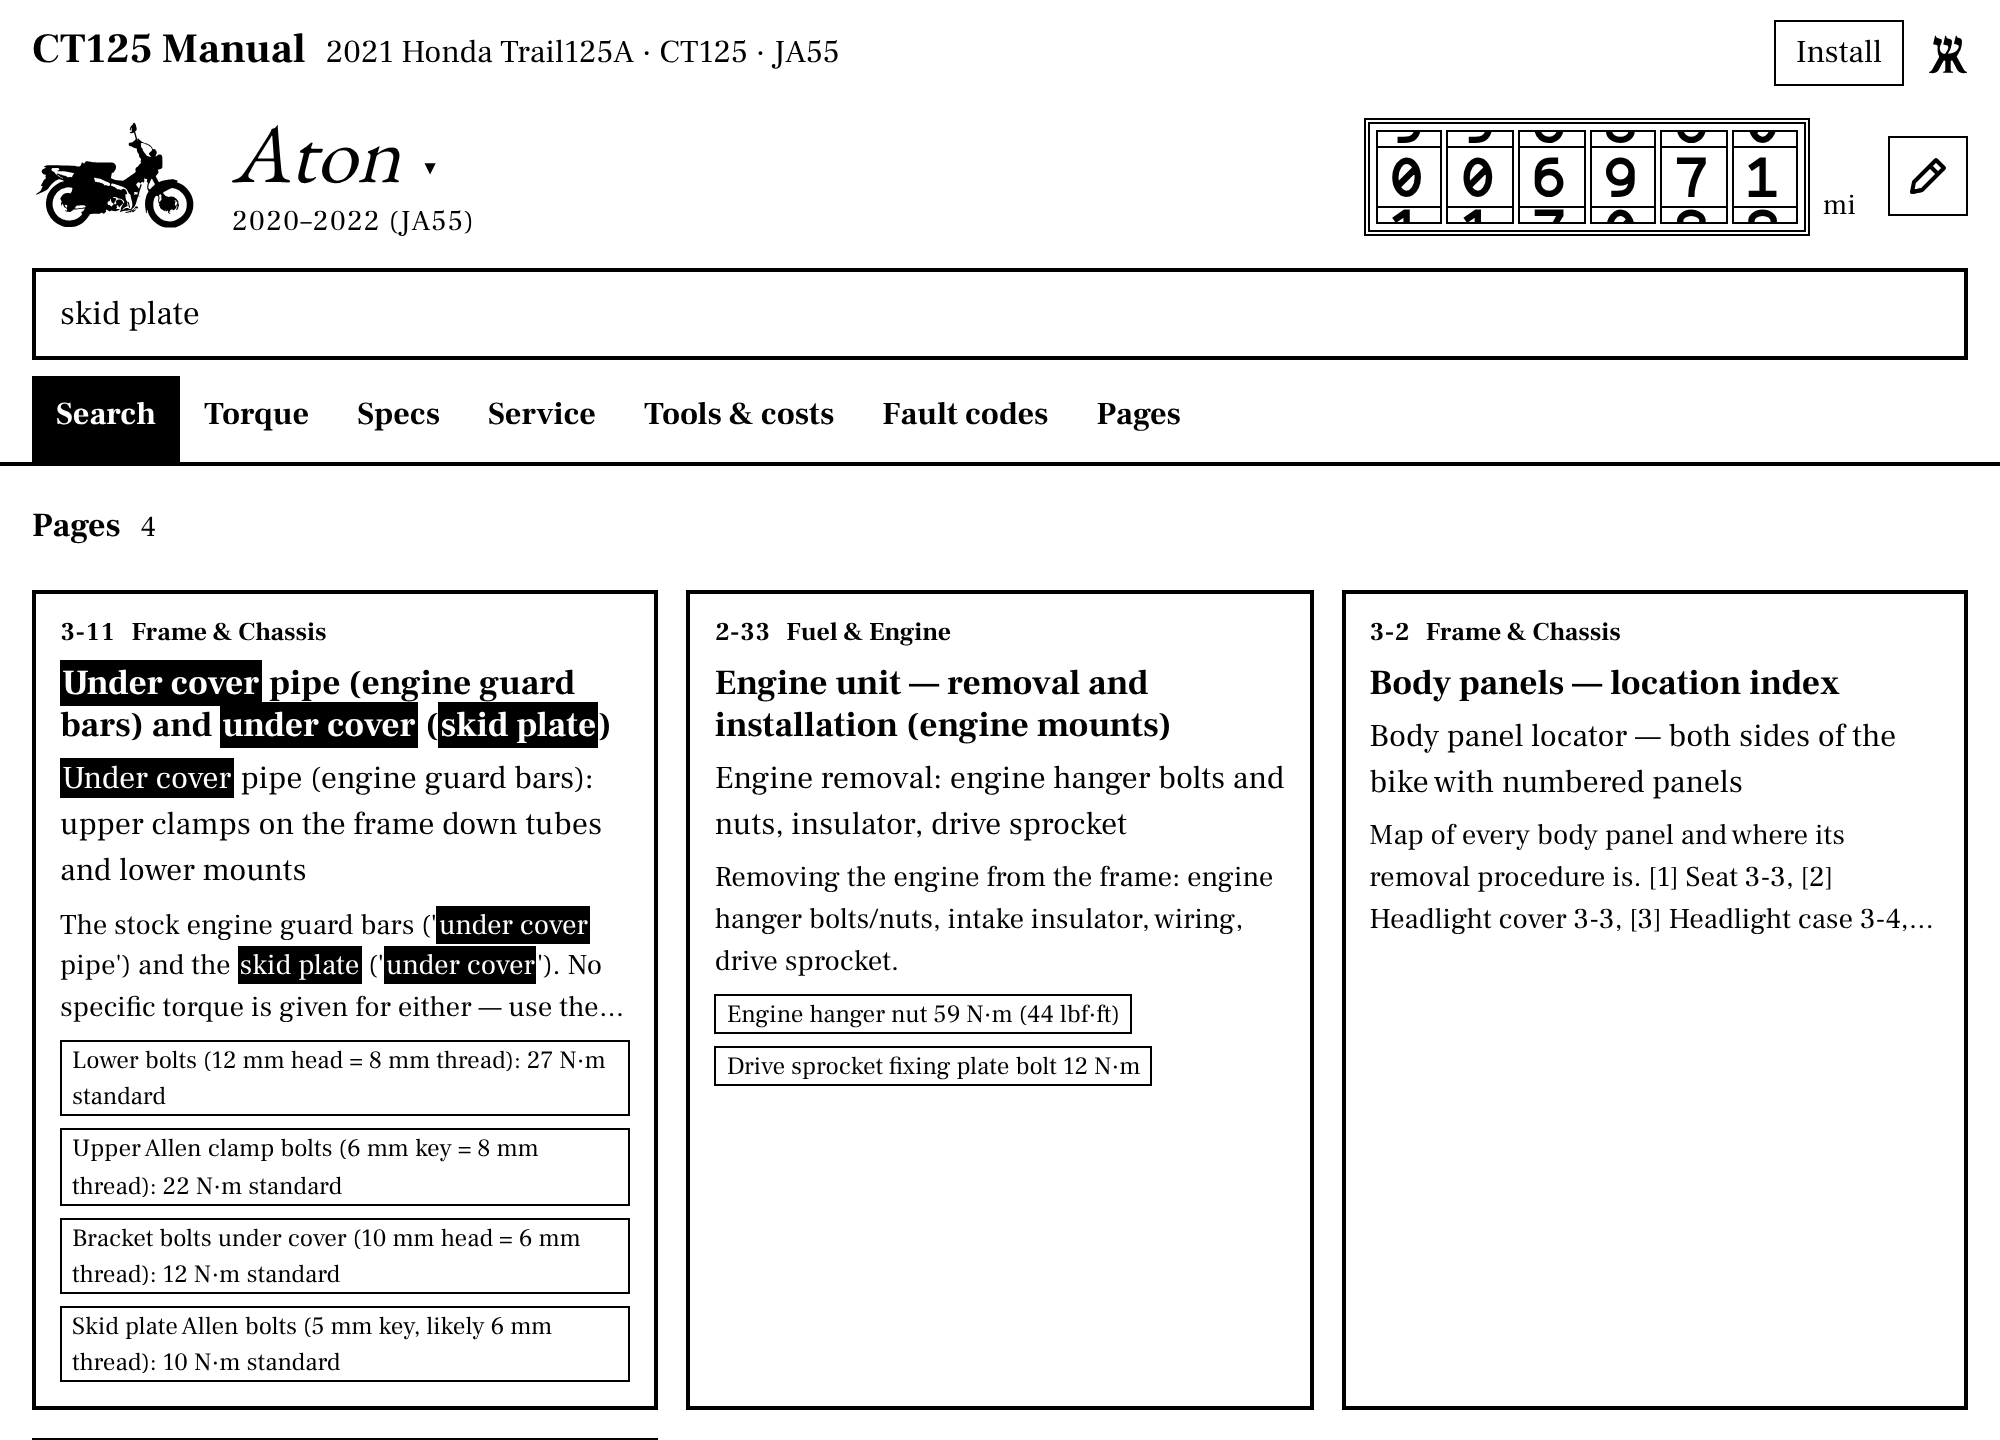 CT125 Manual 2021 Honda Trail125A · CT125 · JA55
Install
Aton ▾
2020–2022 (JA55)
0 0 6 9 7 1 mi
skid plate
Search Torque Specs Service Tools & costs Fault codes Pages
Pages 4
3-11 Frame & Chassis
Under cover pipe (engine guard
bars) and under cover (skid plate)
Under cover pipe (engine guard bars):
upper clamps on the frame down tubes
and lower mounts
The stock engine guard bars ('under cover
pipe') and the skid plate ('under cover'). No
specific torque is given for either — use the…
Lower bolts (12 mm head = 8 mm thread): 27 N·m
standard
Upper Allen clamp bolts (6 mm key = 8 mm
thread): 22 N·m standard
Bracket bolts under cover (10 mm head = 6 mm
thread): 12 N·m standard
Skid plate Allen bolts (5 mm key, likely 6 mm
thread): 10 N·m standard
2-33 Fuel & Engine
Engine unit — removal and
installation (engine mounts)
Engine removal: engine hanger bolts and
nuts, insulator, drive sprocket
Removing the engine from the frame: engine
hanger bolts/nuts, intake insulator, wiring,
drive sprocket.
Engine hanger nut 59 N·m (44 lbf·ft)
Drive sprocket fixing plate bolt 12 N·m
3-2 Frame & Chassis
Body panels — location index
Body panel locator — both sides of the
bike with numbered panels
Map of every body panel and where its
removal procedure is. [1] Seat 3-3, [2]
Headlight cover 3-3, [3] Headlight case 3-4,…